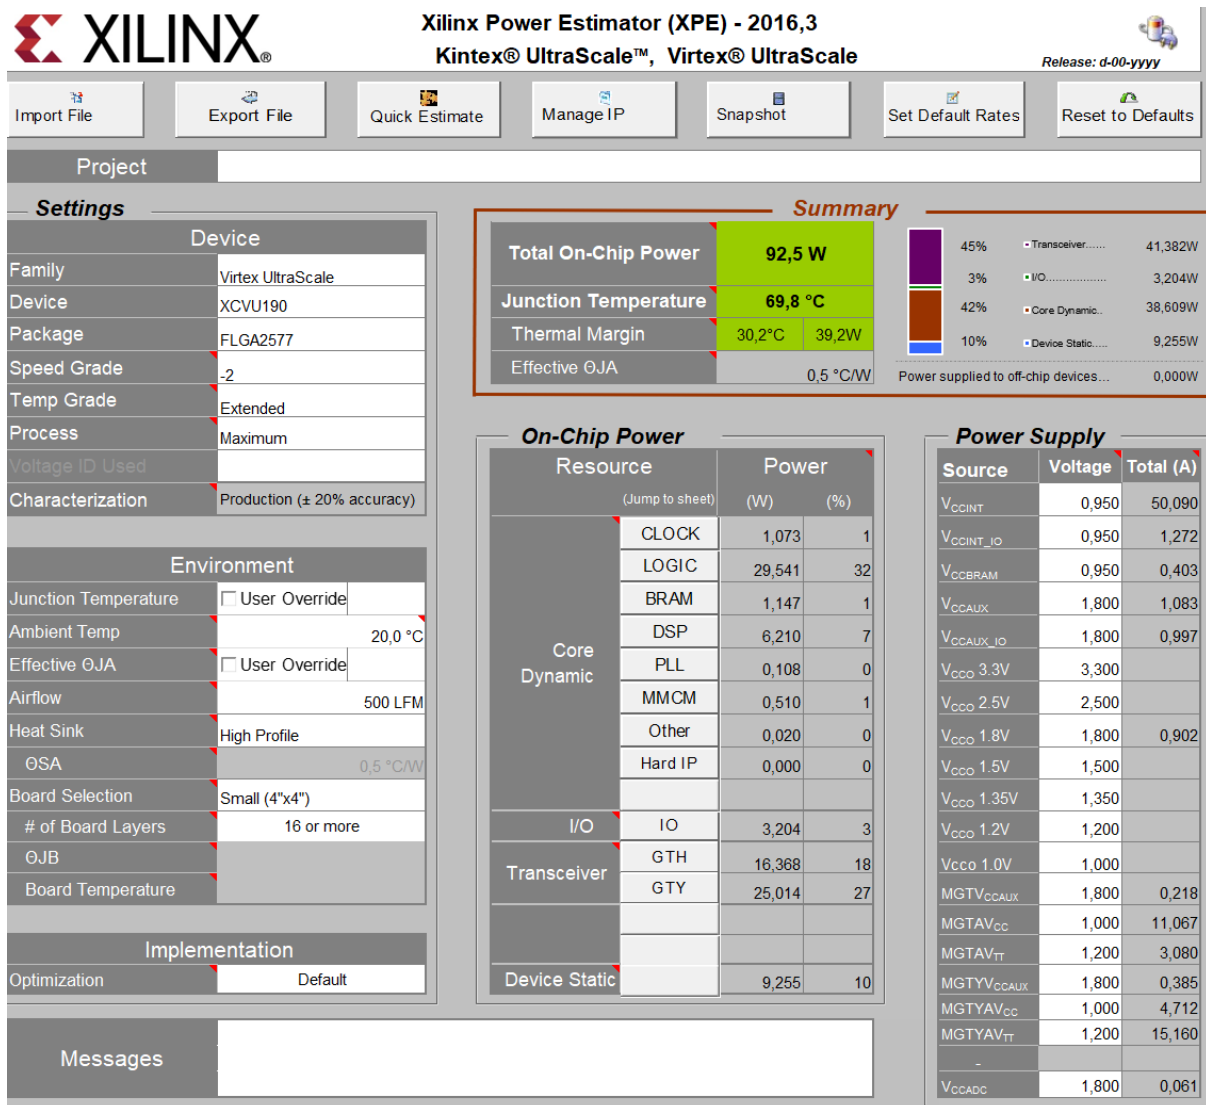 XILINX®
Xilinx Power Estimator (XPE) - 2016,3
Kintex® UltraScale™, Virtex® UltraScale
Release: d-00-yyyy
Import File Export File Quick Estimate Manage IP Snapshot Set Default Rates Reset to Defaults
Project
Settings
Device
Family Virtex UltraScale
Device XCVU190
Package FLGA2577
Speed Grade -2
Temp Grade Extended
Process Maximum
Voltage ID Used
Characterization Production (± 20% accuracy)
Environment
Junction Temperature User Override
Ambient Temp 20,0 °C
Effective ΘJA User Override
Airflow 500 LFM
Heat Sink High Profile
ΘSA 0,5 °C/W
Board Selection Small (4"x4")
# of Board Layers 16 or more
ΘJB
Board Temperature
Implementation
Optimization Default
Messages
Summary
Total On-Chip Power 92,5 W
Junction Temperature 69,8 °C
Thermal Margin 30,2°C 39,2W
Effective ΘJA 0,5 °C/W
45% Transceiver...... 41,382W
3% I/O.................. 3,204W
42% Core Dynamic.. 38,609W
10% Device Static..... 9,255W
Power supplied to off-chip devices... 0,000W
On-Chip Power
Resource Power
(Jump to sheet) (W) (%)
Core Dynamic
CLOCK 1,073 1
LOGIC 29,541 32
BRAM 1,147 1
DSP 6,210 7
PLL 0,108 0
MMCM 0,510 1
Other 0,020 0
Hard IP 0,000 0
I/O IO 3,204 3
Transceiver
GTH 16,368 18
GTY 25,014 27
Device Static 9,255 10
Power Supply
Source Voltage Total (A)
VCCINT 0,950 50,090
VCCINT_IO 0,950 1,272
VCCBRAM 0,950 0,403
VCCAUX 1,800 1,083
VCCAUX_IO 1,800 0,997
VCCO 3.3V 3,300
VCCO 2.5V 2,500
VCCO 1.8V 1,800 0,902
VCCO 1.5V 1,500
VCCO 1.35V 1,350
VCCO 1.2V 1,200
Vcco 1.0V 1,000
MGTVCCAUX 1,800 0,218
MGTAVCC 1,000 11,067
MGTAVTT 1,200 3,080
MGTYVCCAUX 1,800 0,385
MGTYAVCC 1,000 4,712
MGTYAVTT 1,200 15,160
-
VCCADC 1,800 0,061